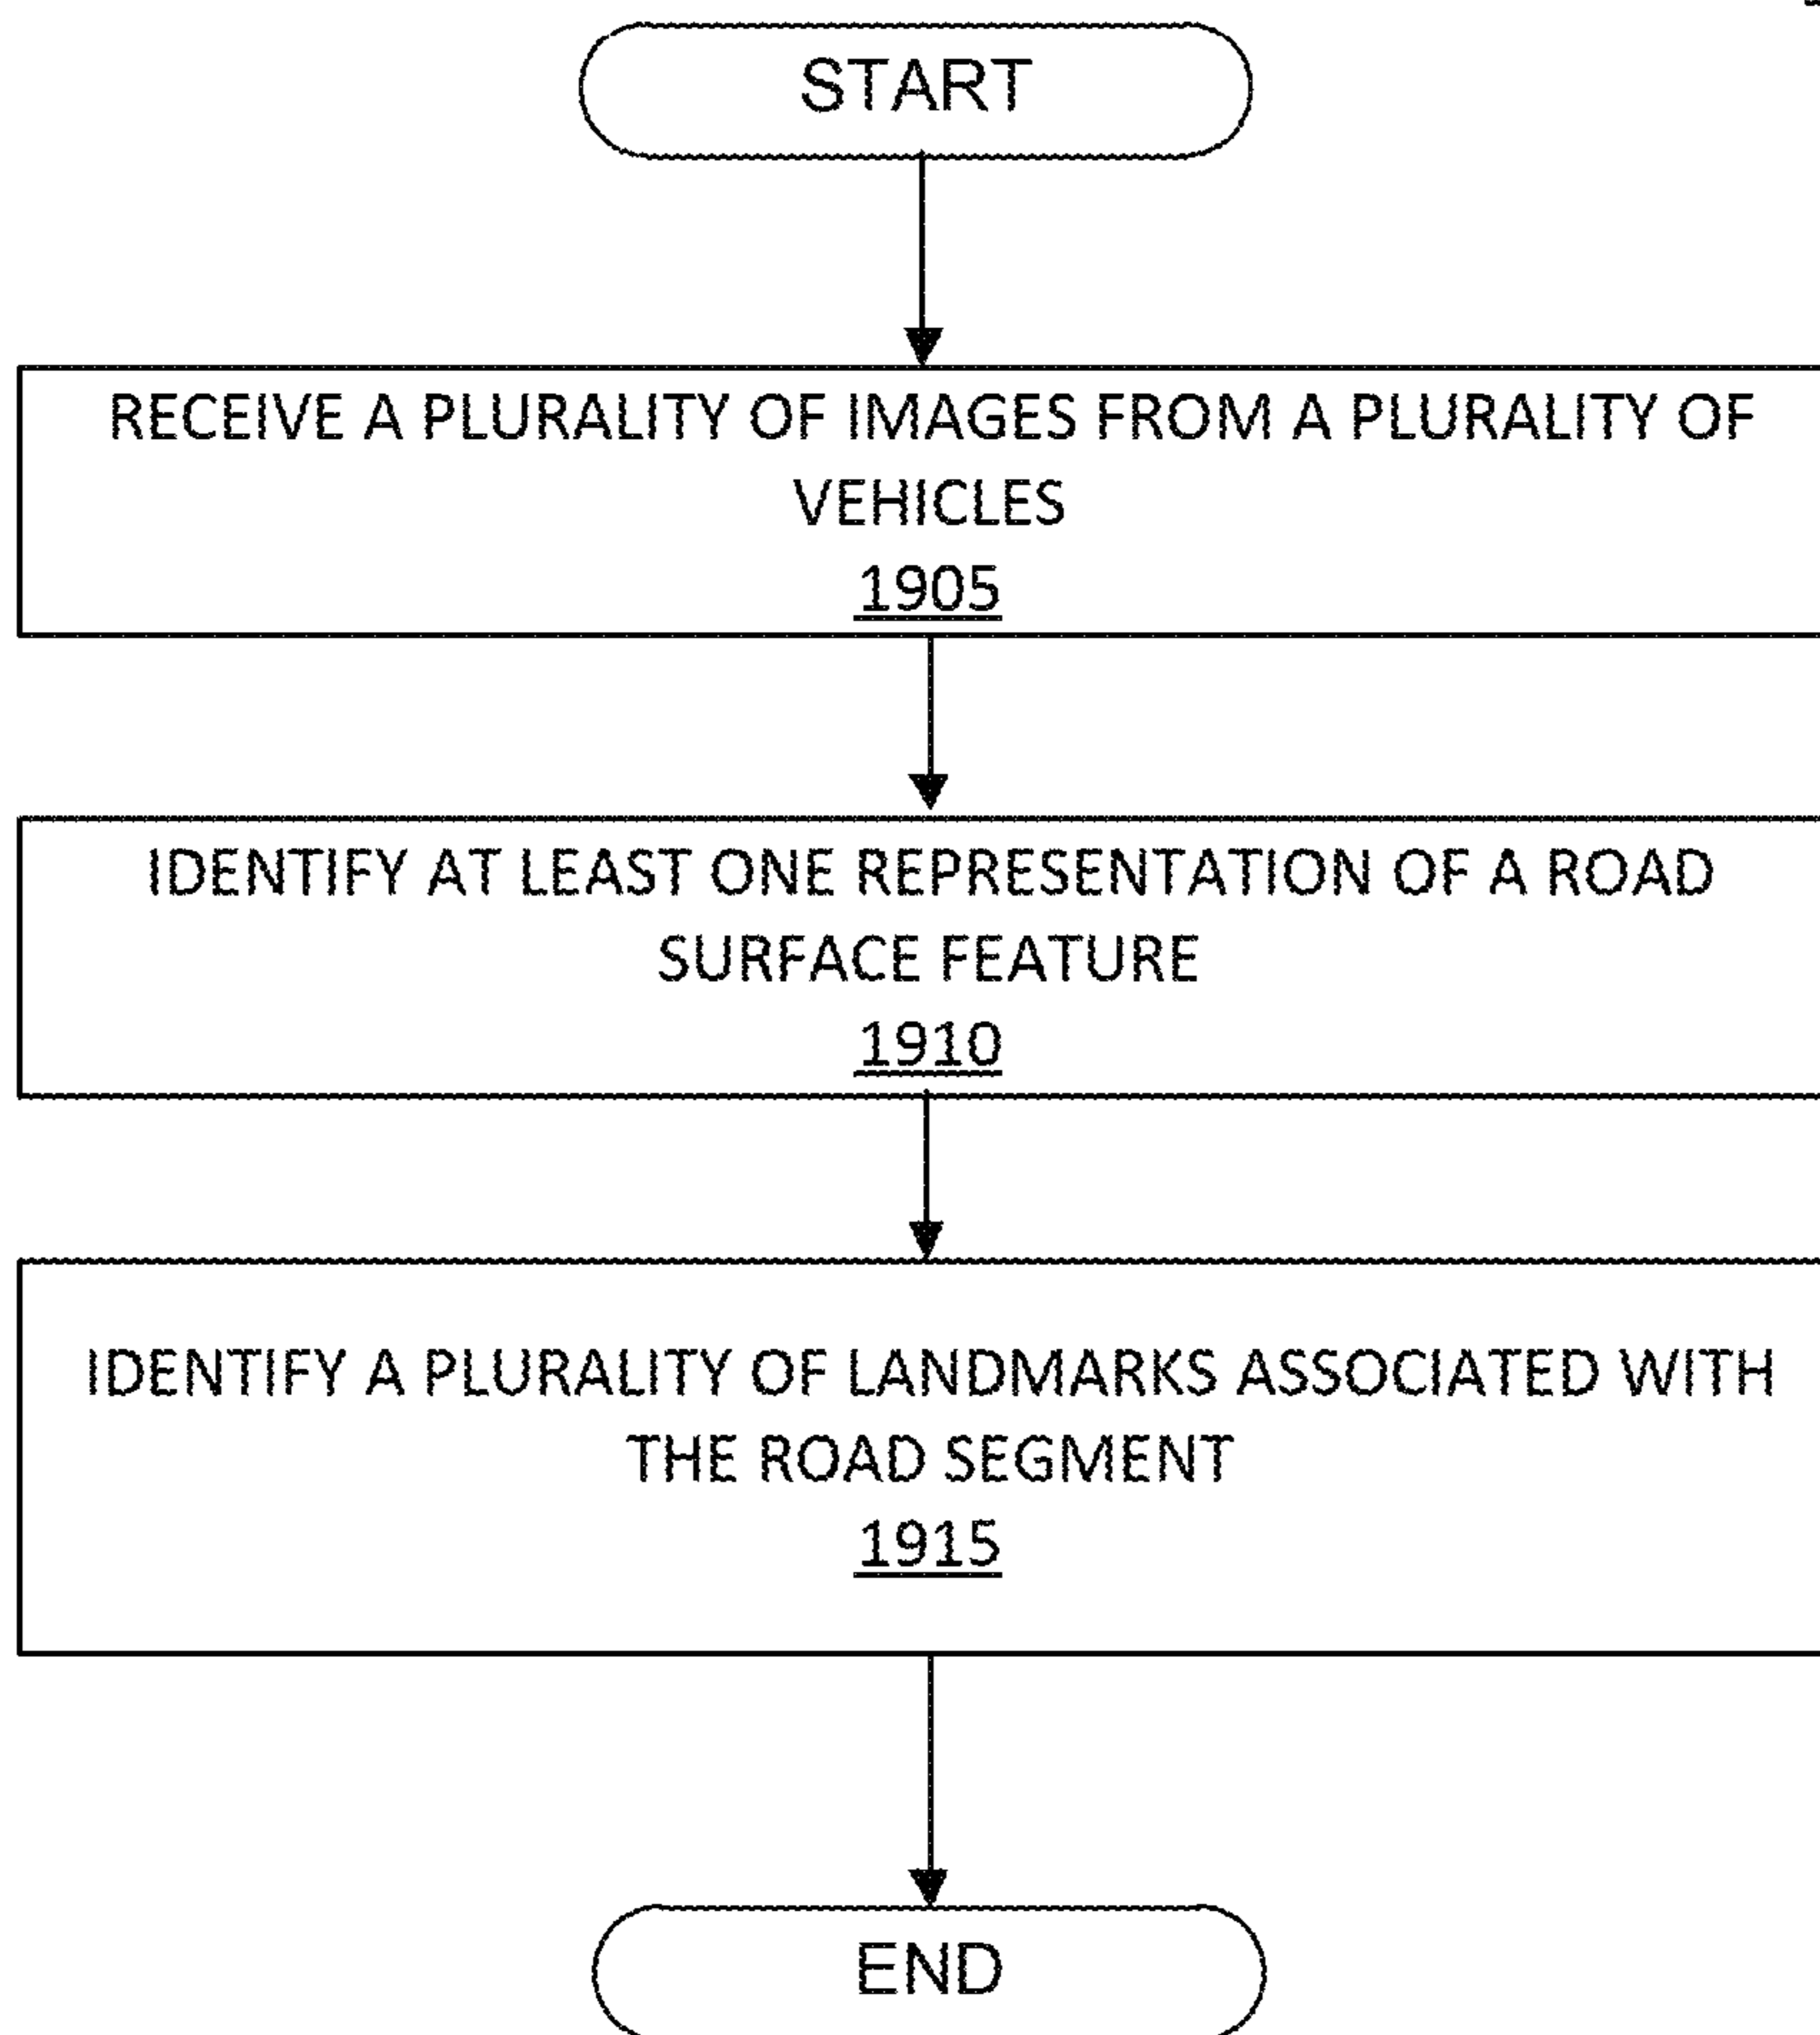 START
RECEIVE A PLURALITY OF IMAGES FROM A PLURALITY OF
VEHICLES
1905
IDENTIFY AT LEAST ONE REPRESENTATION OF A ROAD
SURFACE FEATURE
1910
IDENTIFY A PLURALITY OF LANDMARKS ASSOCIATED WITH
THE ROAD SEGMENT
1915
END